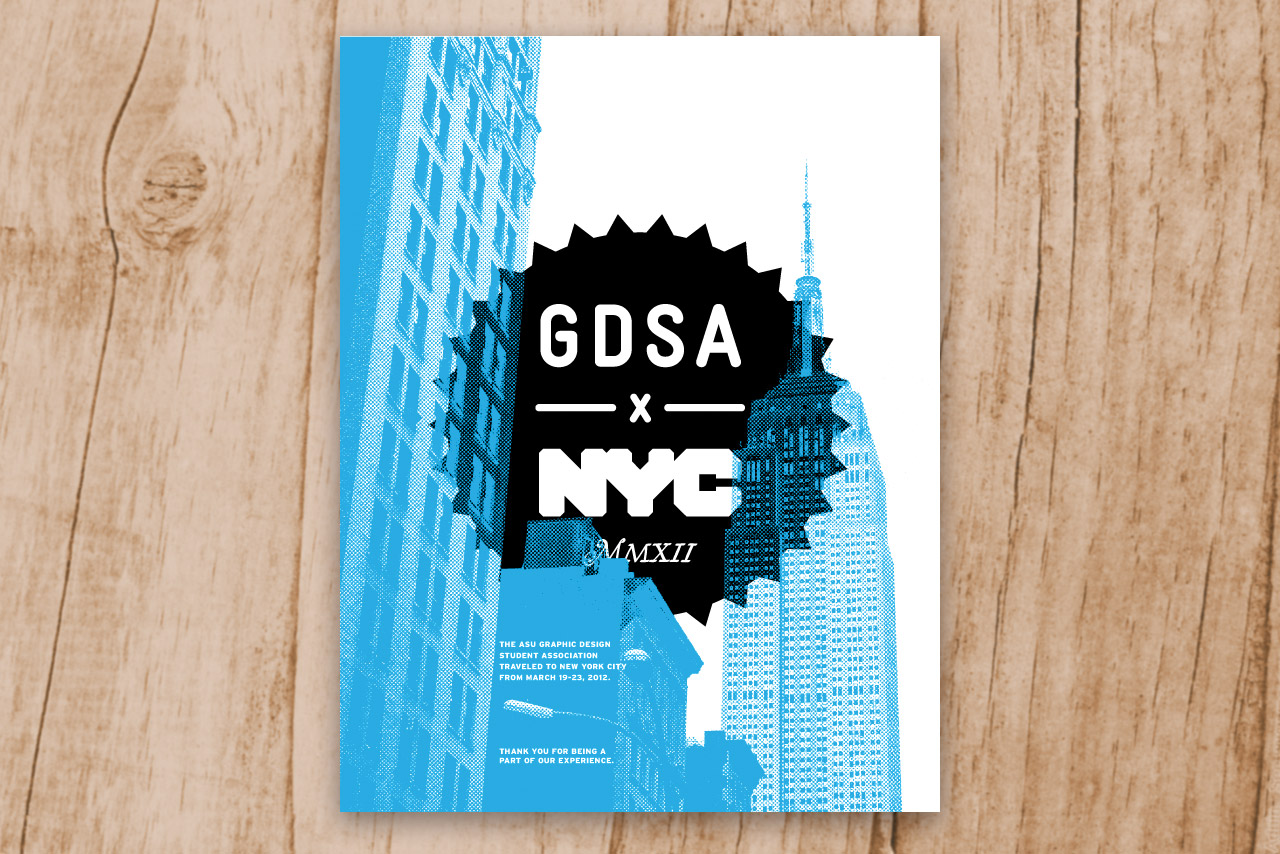 GDSA
x
NYC
MMXII
THE ASU GRAPHIC DESIGN
STUDENT ASSOCIATION
TRAVELED TO NEW YORK CITY
FROM MARCH 19-23, 2012.
THANK YOU FOR BEING A
PART OF OUR EXPERIENCE.